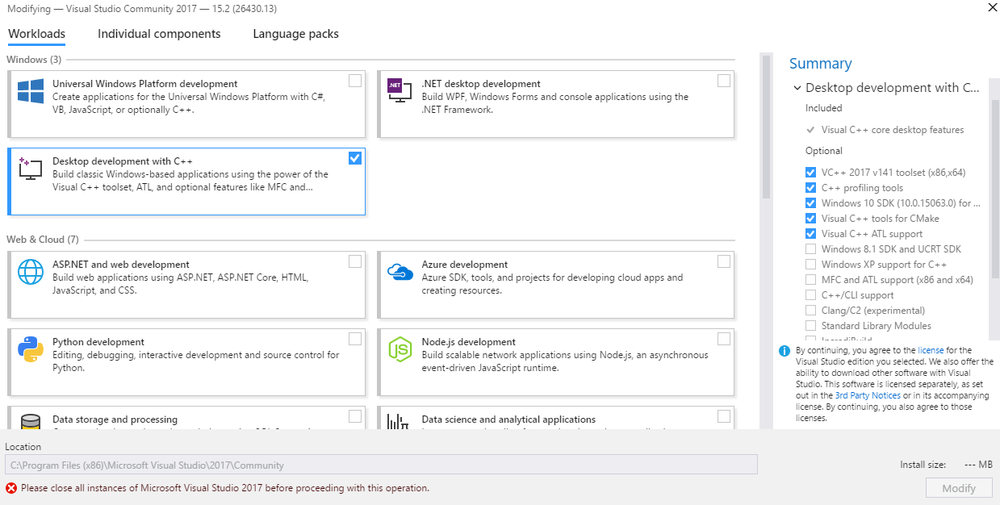 Modifying — Visual Studio Community 2017 — 15.2 (26430.13)
Workloads
Individual components
Language packs
Windows (3)
Universal Windows Platform development
Create applications for the Universal Windows Platform with C#,
VB, JavaScript, or optionally C++.
.NET
.NET desktop development
Build WPF, Windows Forms and console applications using the
.NET Framework.
Desktop development with C++
Build classic Windows-based applications using the power of the
Visual C++ toolset, ATL, and optional features like MFC and...
Web & Cloud (7)
ASP.NET and web development
Build web applications using ASP.NET, ASP.NET Core, HTML,
JavaScript, and CSS.
Azure development
Azure SDK, tools, and projects for developing cloud apps and
creating resources.
Python development
Editing, debugging, interactive development and source control for
Python.
JS
Node.js development
Build scalable network applications using Node.js, an asynchronous
event-driven JavaScript runtime.
Data storage and processing
Data science and analytical applications
Summary
Desktop development with C...
Included
Visual C++ core desktop features
Optional
VC++ 2017 v141 toolset (x86,x64)
C++ profiling tools
Windows 10 SDK (10.0.15063.0) for ...
Visual C++ tools for CMake
Visual C++ ATL support
Windows 8.1 SDK and UCRT SDK
Windows XP support for C++
MFC and ATL support (x86 and x64)
C++/CLI support
Clang/C2 (experimental)
Standard Library Modules
IncrediBuild
By continuing, you agree to the license for the
Visual Studio edition you selected. We also offer the
ability to download other software with Visual
Studio. This software is licensed separately, as set
out in the 3rd Party Notices or in its accompanying
license. By continuing, you also agree to those
licenses.
Location
C:\Program Files (x86)\Microsoft Visual Studio\2017\Community
Install size: --- MB
Please close all instances of Microsoft Visual Studio 2017 before proceeding with this operation.
Modify